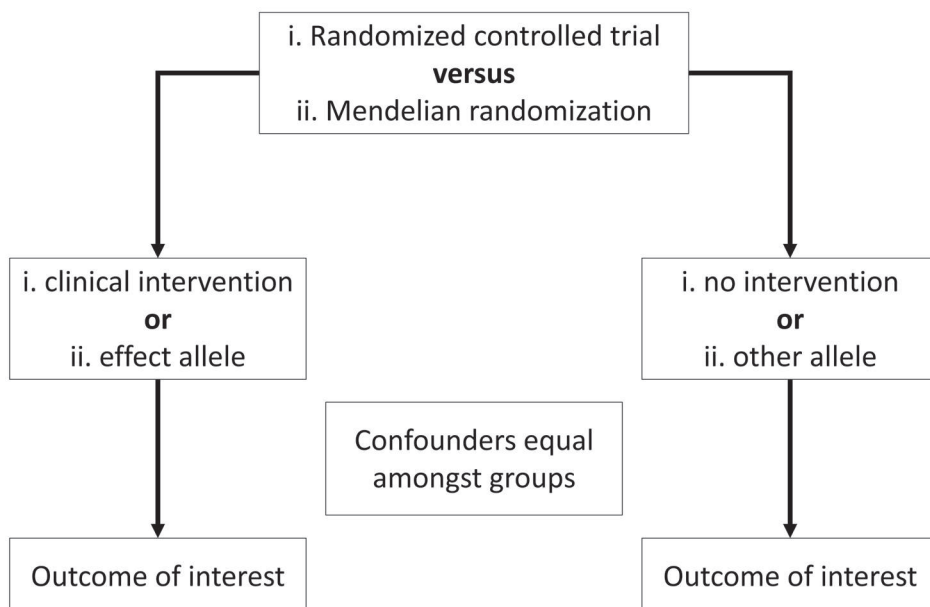 i. Randomized controlled trial
versus
ii. Mendelian randomization
i. clinical intervention
or
ii. effect allele
i. no intervention
or
ii. other allele
Confounders equal
amongst groups
Outcome of interest
Outcome of interest